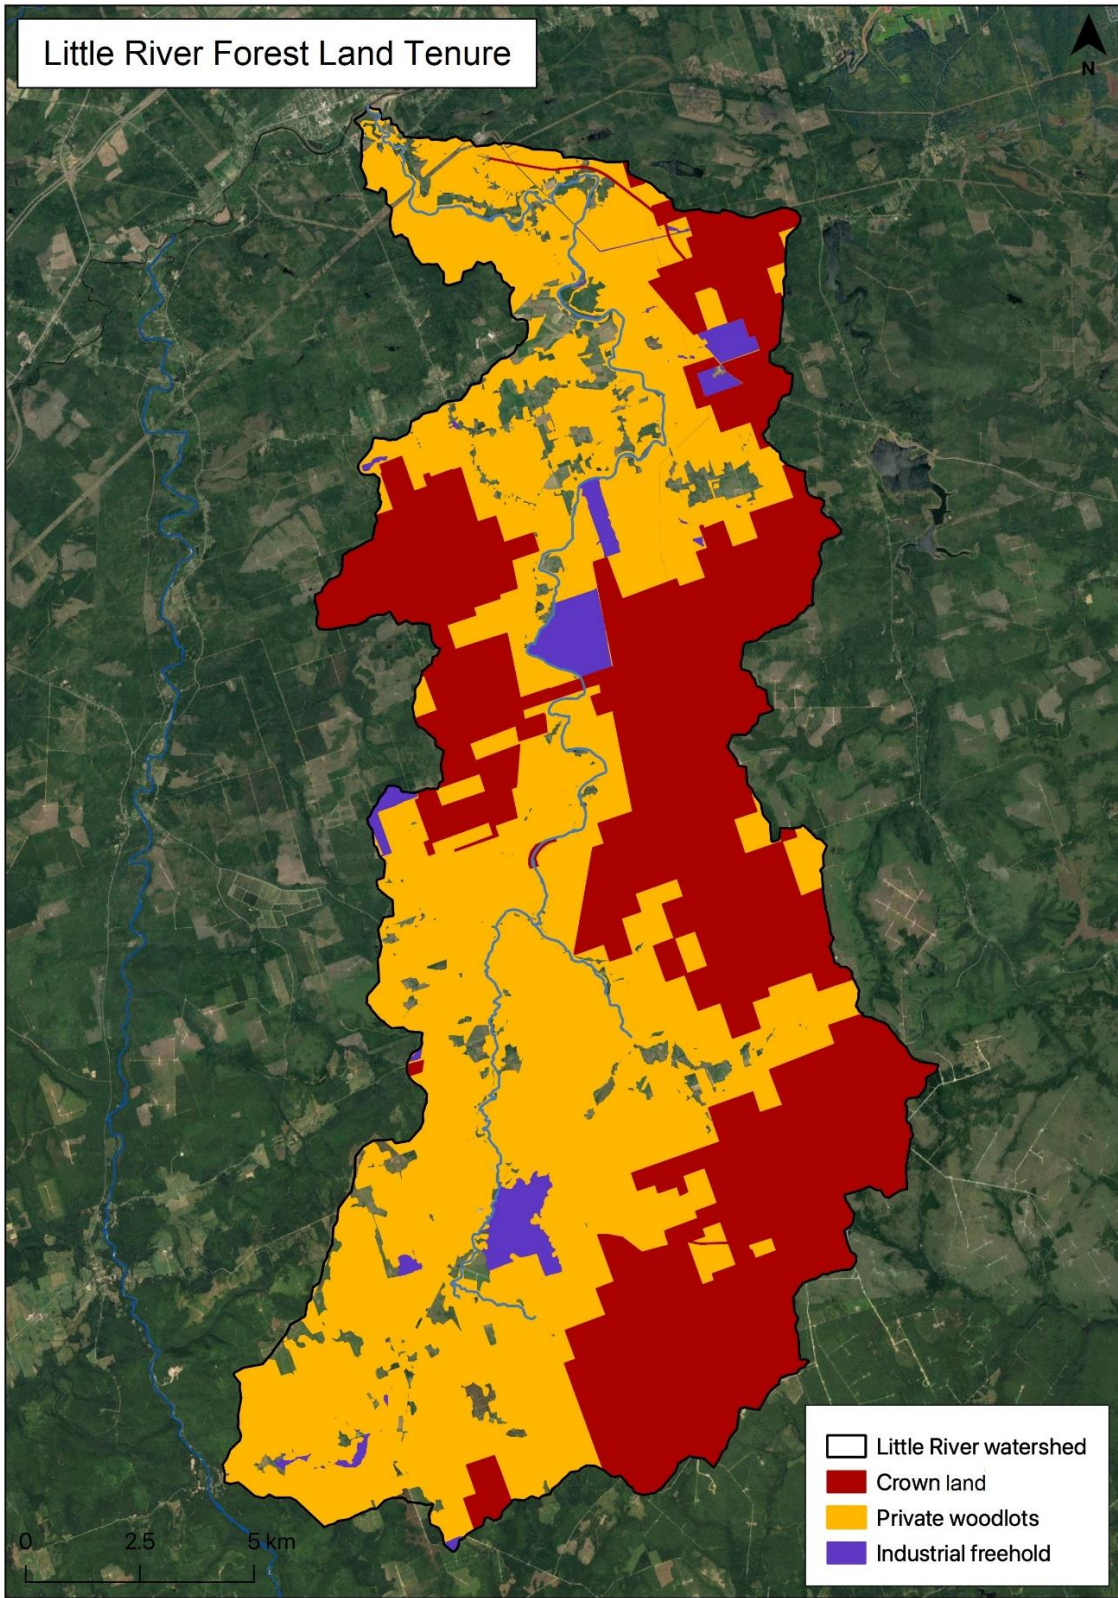 Little River Forest Land Tenure
N
Little River watershed
Crown land
Private woodlots
Industrial freehold
0 2.5 5 km